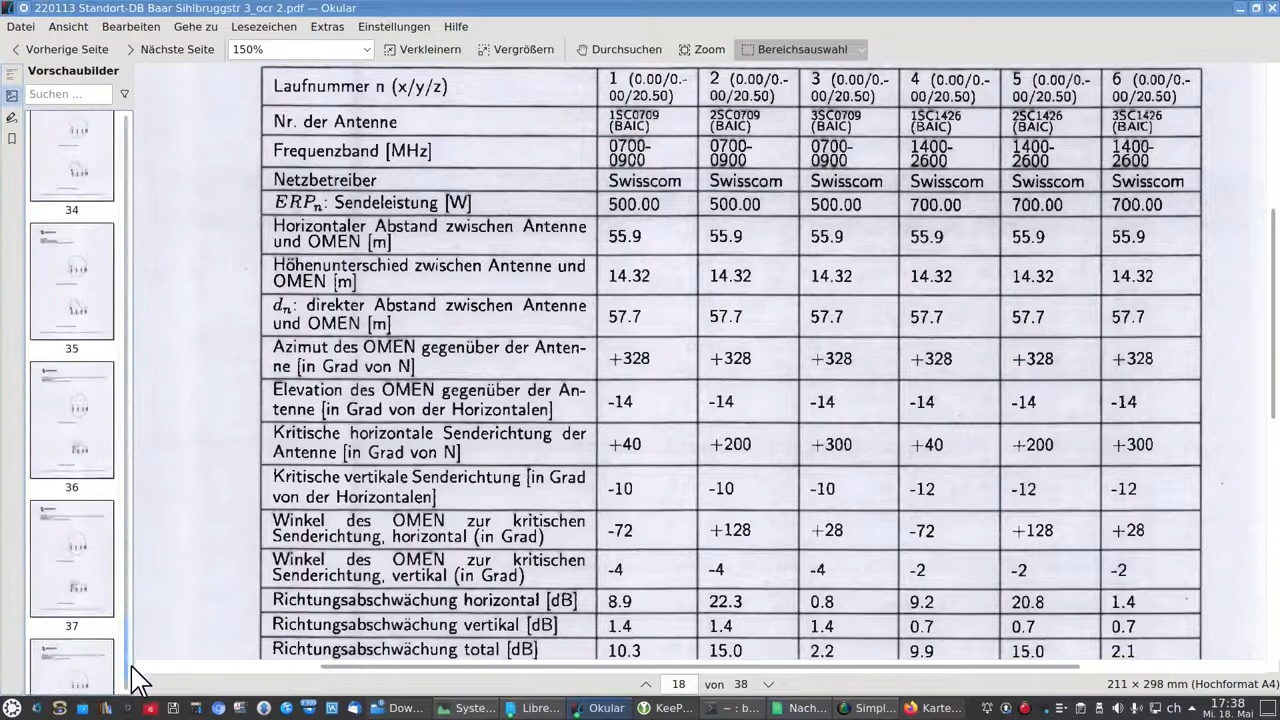 220113 Standort-DB Baar Sihlbruggstr 3_ocr 2.pdf — Okular
Datei Ansicht Bearbeiten Gehe zu Lesezeichen Extras Einstellungen Hilfe
Vorherige Seite Nächste Seite 150% Verkleinern Vergrößern Durchsuchen Zoom Bereichsauswahl
Vorschaubilder
Suchen ...
34
35
36
37
Laufnummer n (x/y/z) 1 (0.00/0.- 2 (0.00/0.- 3 (0.00/0.- 4 (0.00/0.- 5 (0.00/0.- 6 (0.00/0.-
00/20.50) 00/20.50) 00/20.50) 00/20.50) 00/20.50) 00/20.50)
Nr. der Antenne 1SC0709 2SC0709 3SC0709 1SC1426 2SC1426 3SC1426
(BAIC) (BAIC) (BAIC) (BAIC) (BAIC) (BAIC)
Frequenzband [MHz] 0700- 0700- 0700- 1400- 1400- 1400-
0900 0900 0900 2600 2600 2600
Netzbetreiber Swisscom Swisscom Swisscom Swisscom Swisscom Swisscom
ERPn: Sendeleistung [W] 500.00 500.00 500.00 700.00 700.00 700.00
Horizontaler Abstand zwischen Antenne
und OMEN [m] 55.9 55.9 55.9 55.9 55.9 55.9
Höhenunterschied zwischen Antenne und
OMEN [m] 14.32 14.32 14.32 14.32 14.32 14.32
dn: direkter Abstand zwischen Antenne
und OMEN [m] 57.7 57.7 57.7 57.7 57.7 57.7
Azimut des OMEN gegenüber der Anten-
ne [in Grad von N] +328 +328 +328 +328 +328 +328
Elevation des OMEN gegenüber der An-
tenne [in Grad von der Horizontalen] -14 -14 -14 -14 -14 -14
Kritische horizontale Senderichtung der
Antenne [in Grad von N] +40 +200 +300 +40 +200 +300
Kritische vertikale Senderichtung [in Grad
von der Horizontalen] -10 -10 -10 -12 -12 -12
Winkel des OMEN zur kritischen
Senderichtung, horizontal (in Grad) -72 +128 +28 -72 +128 +28
Winkel des OMEN zur kritischen
Senderichtung, vertikal (in Grad) -4 -4 -4 -2 -2 -2
Richtungsabschwächung horizontal [dB] 8.9 22.3 0.8 9.2 20.8 1.4
Richtungsabschwächung vertikal [dB] 1.4 1.4 1.4 0.7 0.7 0.7
Richtungsabschwächung total [dB] 10.3 15.0 2.2 9.9 15.0 2.1
18 von 38 211 × 298 mm (Hochformat A4)
Dow... Syste... Libre... Okular KeeP... ~ : b... Nach... Simpl... Karte... ch 17:38
Mi. 18. Mai